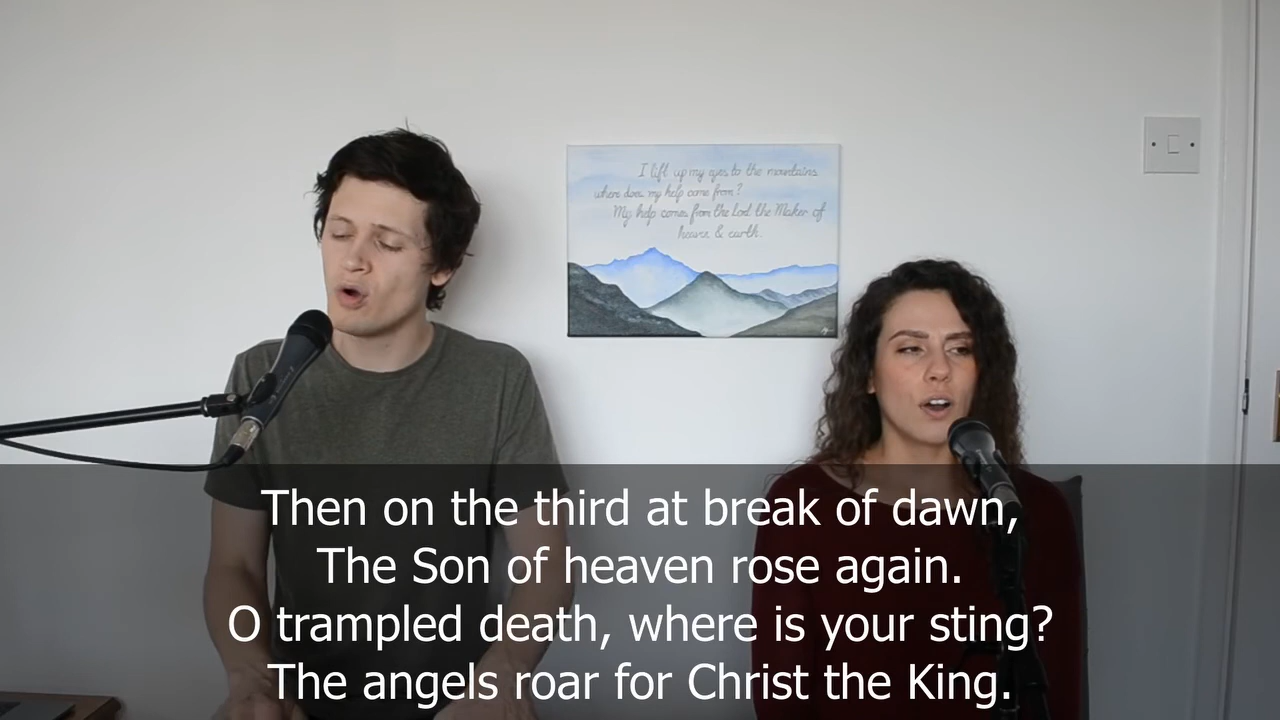 I lift up my eyes to the mountains
where does my help come from?
My help comes from the Lord the Maker of
heaven & earth.
Then on the third at break of dawn,
The Son of heaven rose again.
O trampled death, where is your sting?
The angels roar for Christ the King.